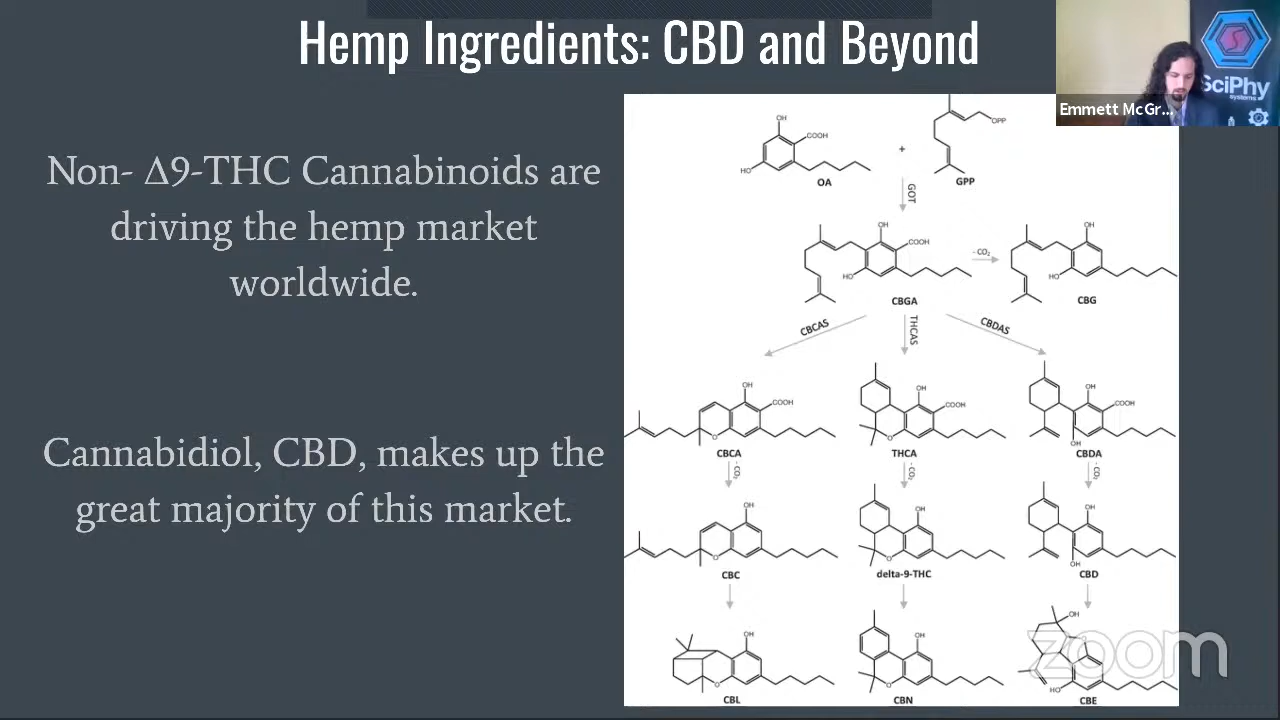 Hemp Ingredients: CBD and Beyond
SciPhy
systems
Emmett McGr...
Non- Δ9-THC Cannabinoids are
driving the hemp market
worldwide.
Cannabidiol, CBD, makes up the
great majority of this market.
OH
COOH
HO
OA
+
OPP
GPP
GOT
OH
COOH
HO
CBGA
- CO₂
OH
HO
CBG
CBCAS
THCAS
CBDAS
OH
COOH
O
CBCA
OH
COOH
O
THCA
OH
COOH
OH
CBDA
- CO₂
- CO₂
- CO₂
OH
O
CBC
OH
O
delta-9-THC
OH
OH
CBD
OH
O
CBL
OH
O
CBN
OH
HO
CBE
zoom